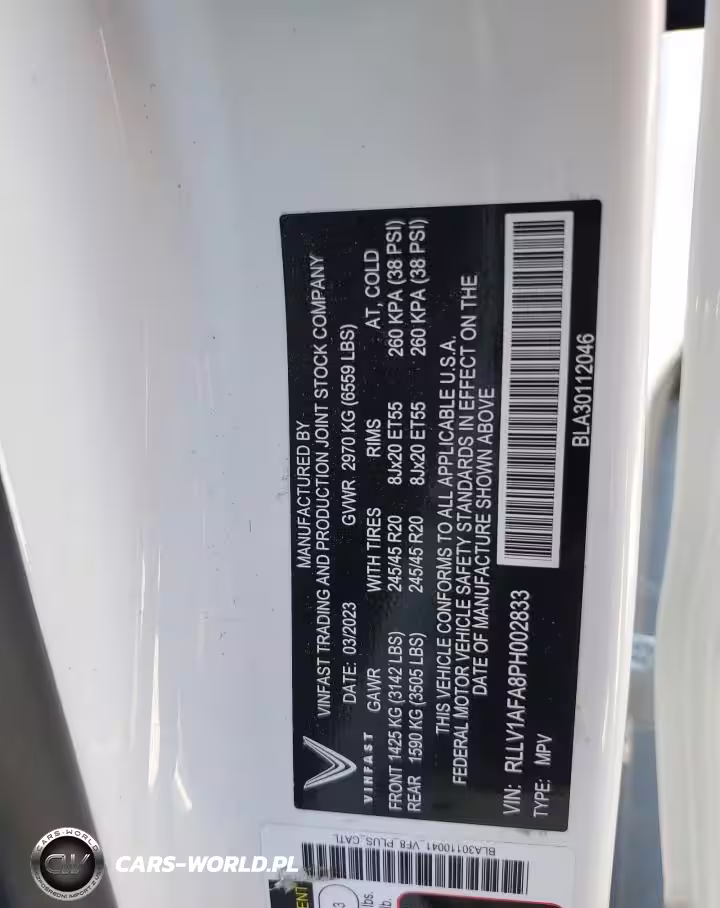 MANUFACTURED BY
VINFAST TRADING AND PRODUCTION JOINT STOCK COMPANY
DATE: 03/2023 GVWR 2970 KG (6559 LBS)
VINFAST
GAWR WITH TIRES RIMS AT, COLD
FRONT 1425 KG (3142 LBS) 245/45 R20 8Jx20 ET55 260 KPA (38 PSI)
REAR 1590 KG (3505 LBS) 245/45 R20 8Jx20 ET55 260 KPA (38 PSI)
THIS VEHICLE CONFORMS TO ALL APPLICABLE U.S.A.
FEDERAL MOTOR VEHICLE SAFETY STANDARDS IN EFFECT ON THE
DATE OF MANUFACTURE SHOWN ABOVE
VIN: RLLV1AFA8PH002833
TYPE: MPV
BLA30112046
BLA30110041_VF8_PLUS_CATL
lbs.
CARS-WORLD
CW
CARS-WORLD.PL